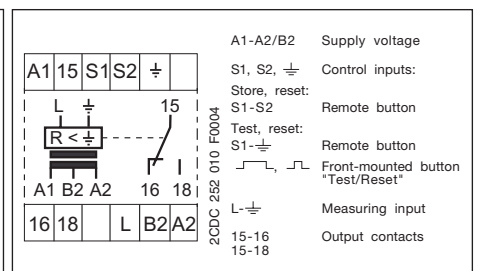 A1 15 S1 S2 ⏚
L ⏚ 15
R < ⏚
A1 B2 A2 16 18
16 18 L B2 A2
2CDC 252 010 F0004
A1-A2/B2 Supply voltage
S1, S2, ⏚ Control inputs:
Store, reset:
S1-S2 Remote button
Test, reset:
S1-⏚ Remote button
Front-mounted button
"Test/Reset"
L-⏚ Measuring input
15-16 Output contacts
15-18